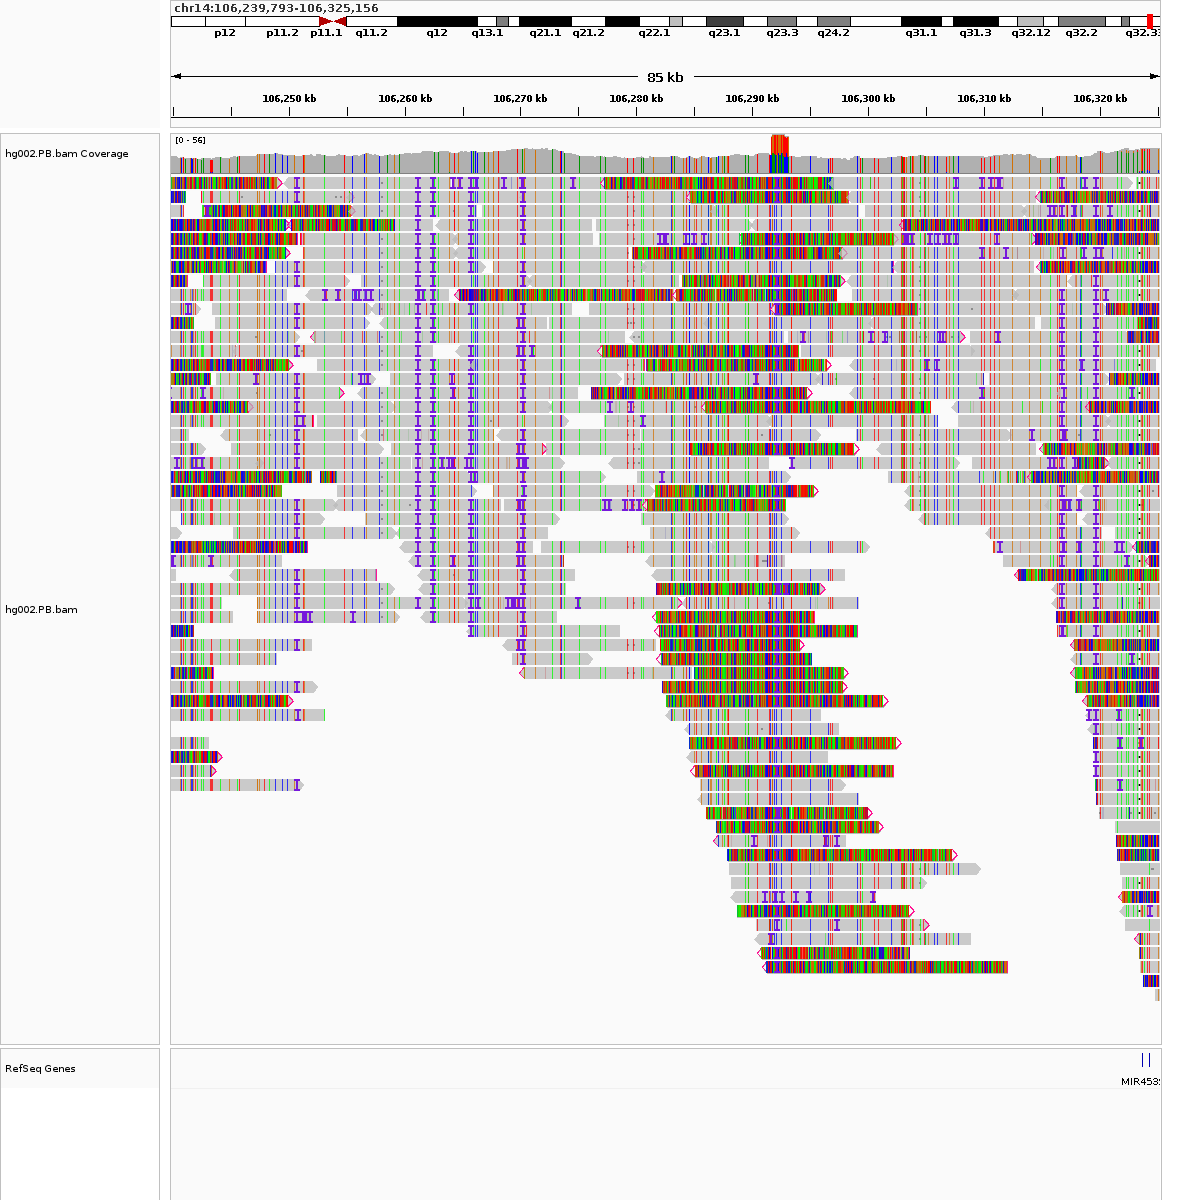 chr14:106,239,793-106,325,156
p12 p11.2 p11.1 q11.2 q12 q13.1 q21.1 q21.2 q22.1 q23.1 q23.3 q24.2 q31.1 q31.3 q32.12 q32.2 q32.33
85 kb
106,250 kb 106,260 kb 106,270 kb 106,280 kb 106,290 kb 106,300 kb 106,310 kb 106,320 kb
hg002.PB.bam Coverage
[0 - 56]
hg002.PB.bam
RefSeq Genes